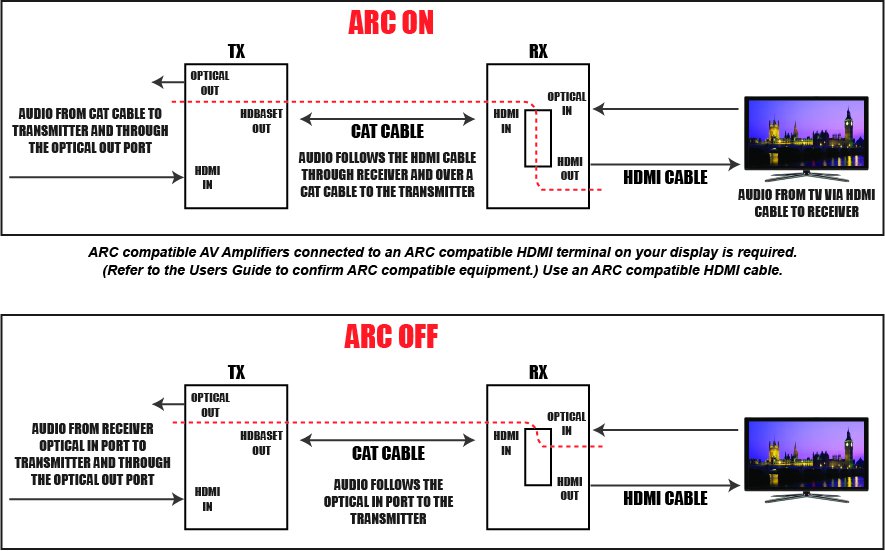 ARC ON
TX
RX
OPTICAL
OUT
HDBASET
OUT
HDMI
IN
AUDIO FROM CAT CABLE TO
TRANSMITTER AND THROUGH
THE OPTICAL OUT PORT
CAT CABLE
AUDIO FOLLOWS THE HDMI CABLE
THROUGH RECEIVER AND OVER A
CAT CABLE TO THE TRANSMITTER
OPTICAL
IN
HDMI
IN
HDMI
OUT
HDMI CABLE
AUDIO FROM TV VIA HDMI
CABLE TO RECEIVER
ARC compatible AV Amplifiers connected to an ARC compatible HDMI terminal on your display is required.
(Refer to the Users Guide to confirm ARC compatible equipment.) Use an ARC compatible HDMI cable.
ARC OFF
TX
RX
OPTICAL
OUT
HDBASET
OUT
HDMI
IN
AUDIO FROM RECEIVER
OPTICAL IN PORT TO
TRANSMITTER AND THROUGH
THE OPTICAL OUT PORT
CAT CABLE
AUDIO FOLLOWS THE
OPTICAL IN PORT TO THE
TRANSMITTER
OPTICAL
IN
HDMI
IN
HDMI
OUT
HDMI CABLE